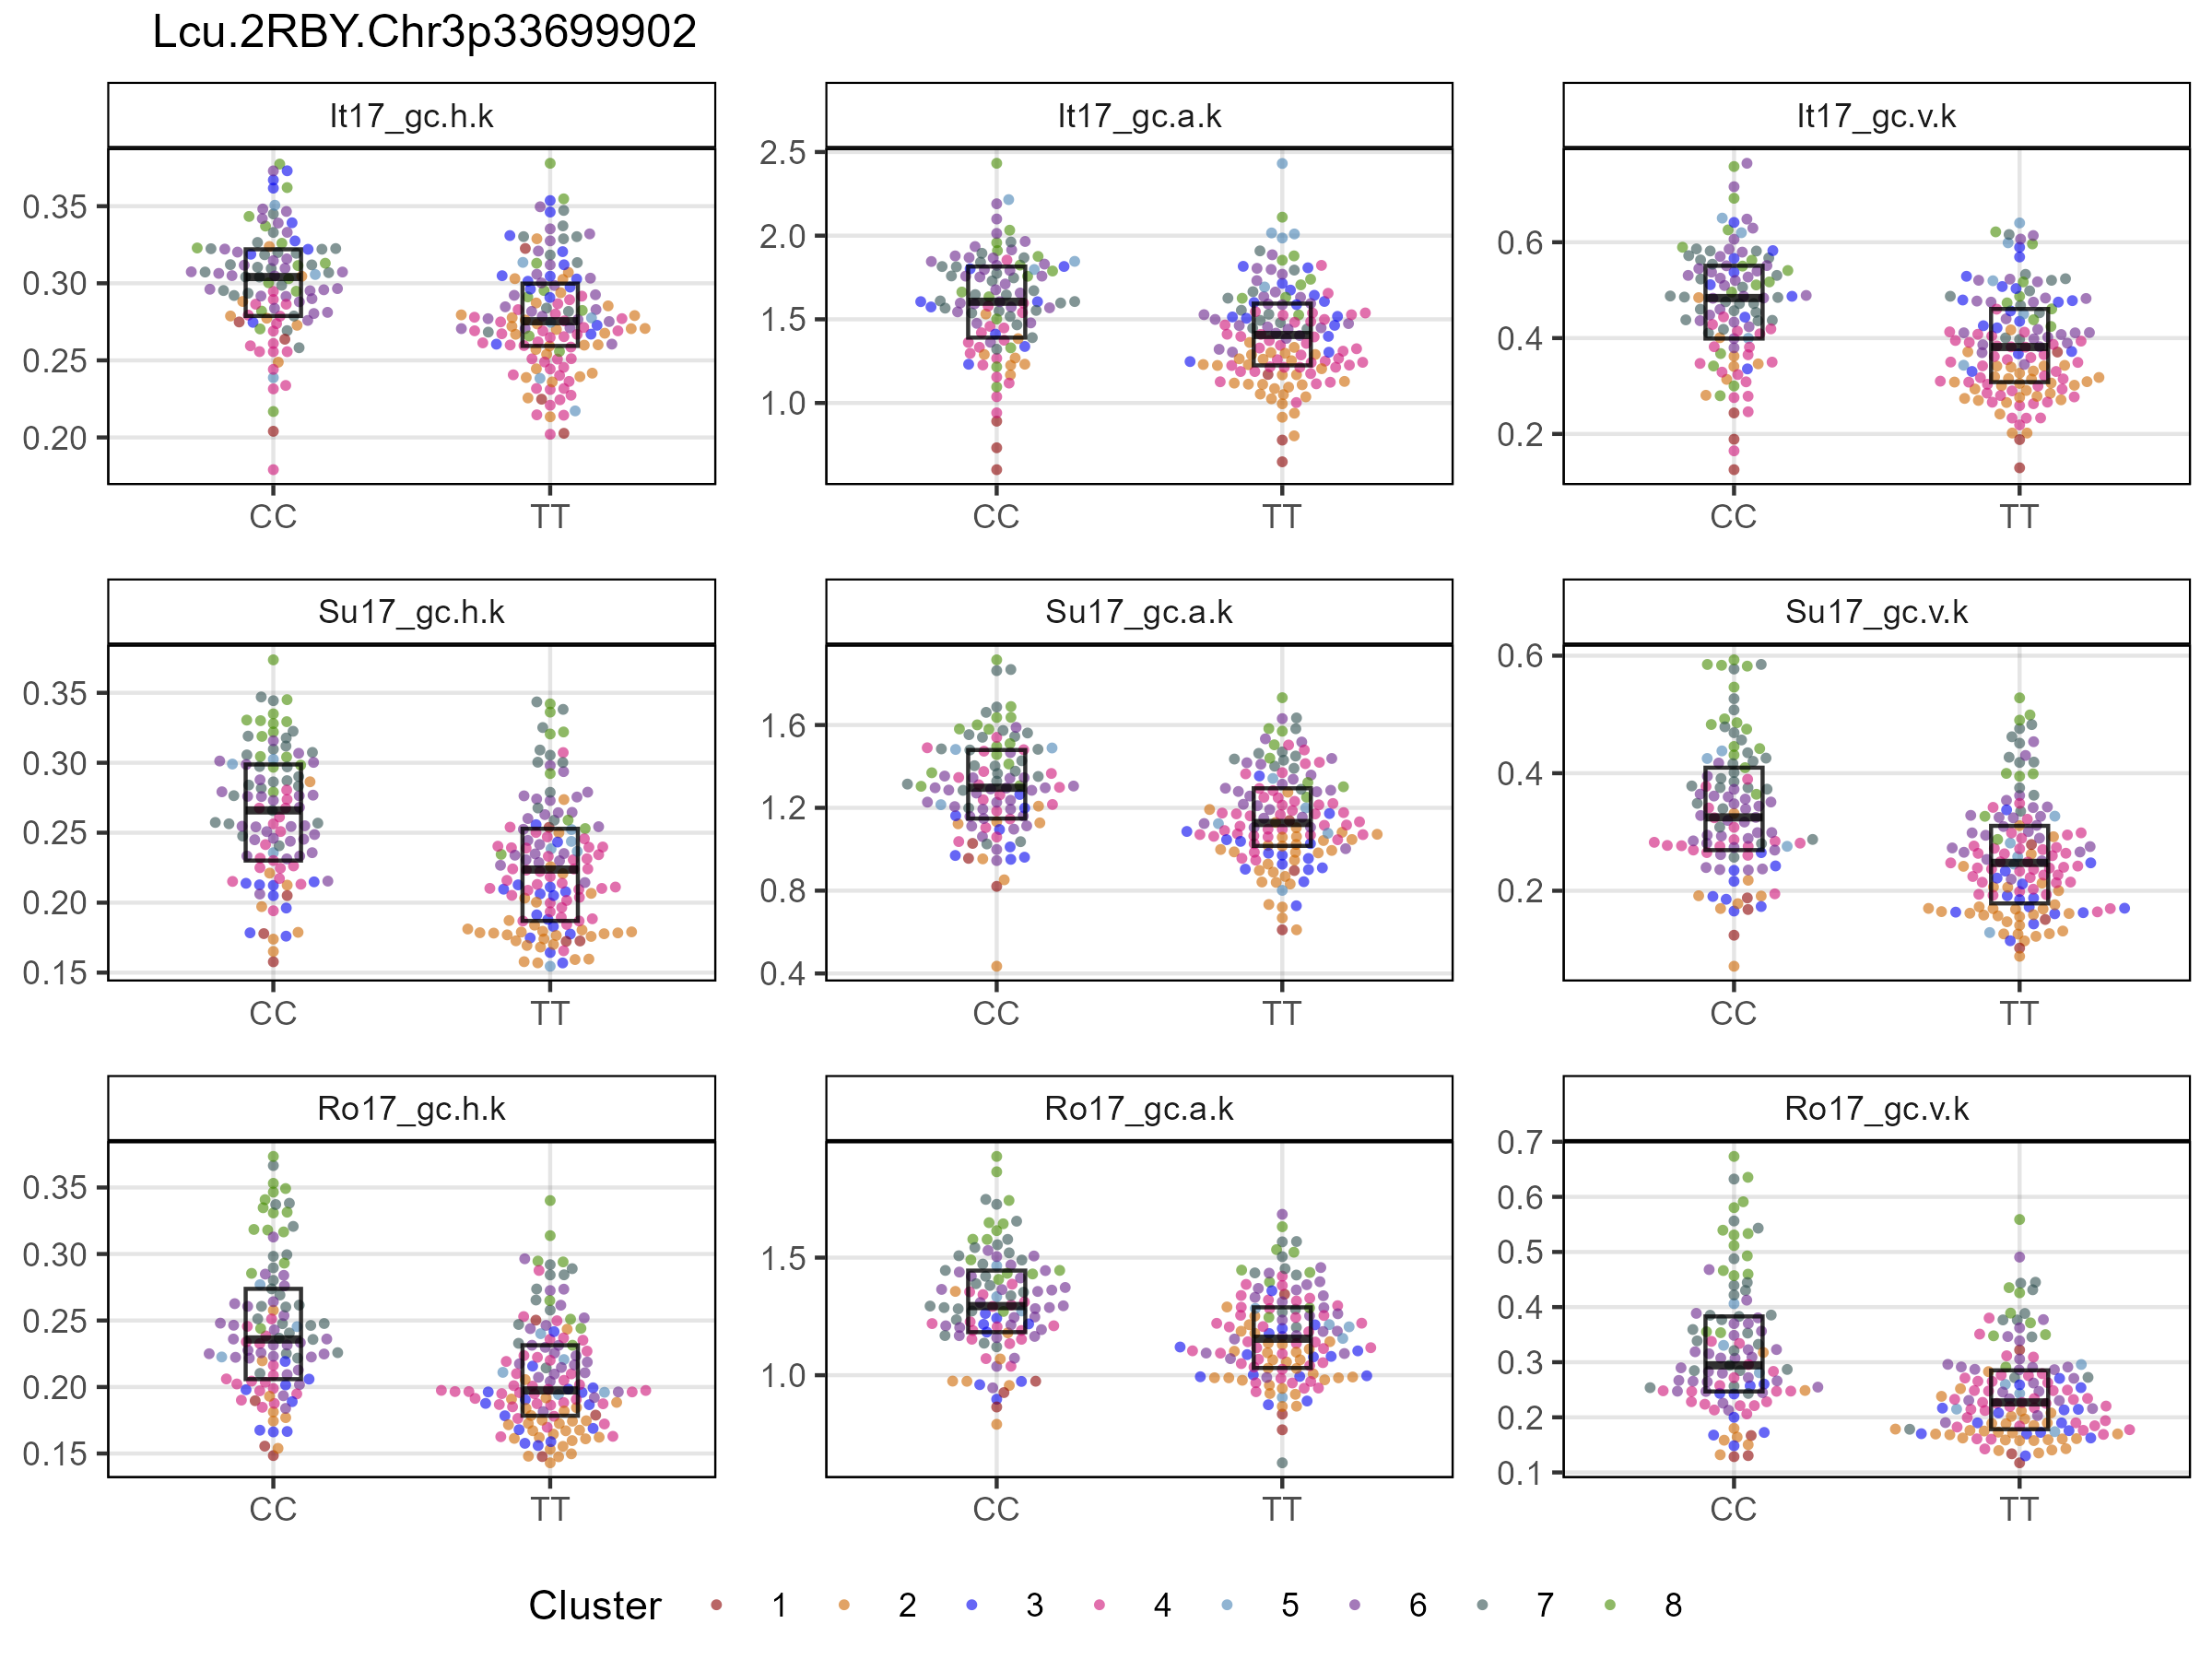 Lcu.2RBY.Chr3p33699902
It17_gc.h.k
It17_gc.a.k
It17_gc.v.k
0.35
0.30
0.25
0.20
CC TT
2.5
2.0
1.5
1.0
CC TT
0.6
0.4
0.2
CC TT
Su17_gc.h.k
Su17_gc.a.k
Su17_gc.v.k
0.35
0.30
0.25
0.20
0.15
CC TT
1.6
1.2
0.8
0.4
CC TT
0.6
0.4
0.2
CC TT
Ro17_gc.h.k
Ro17_gc.a.k
Ro17_gc.v.k
0.35
0.30
0.25
0.20
0.15
CC TT
1.5
1.0
CC TT
0.7
0.6
0.5
0.4
0.3
0.2
0.1
CC TT
Cluster 1 2 3 4 5 6 7 8